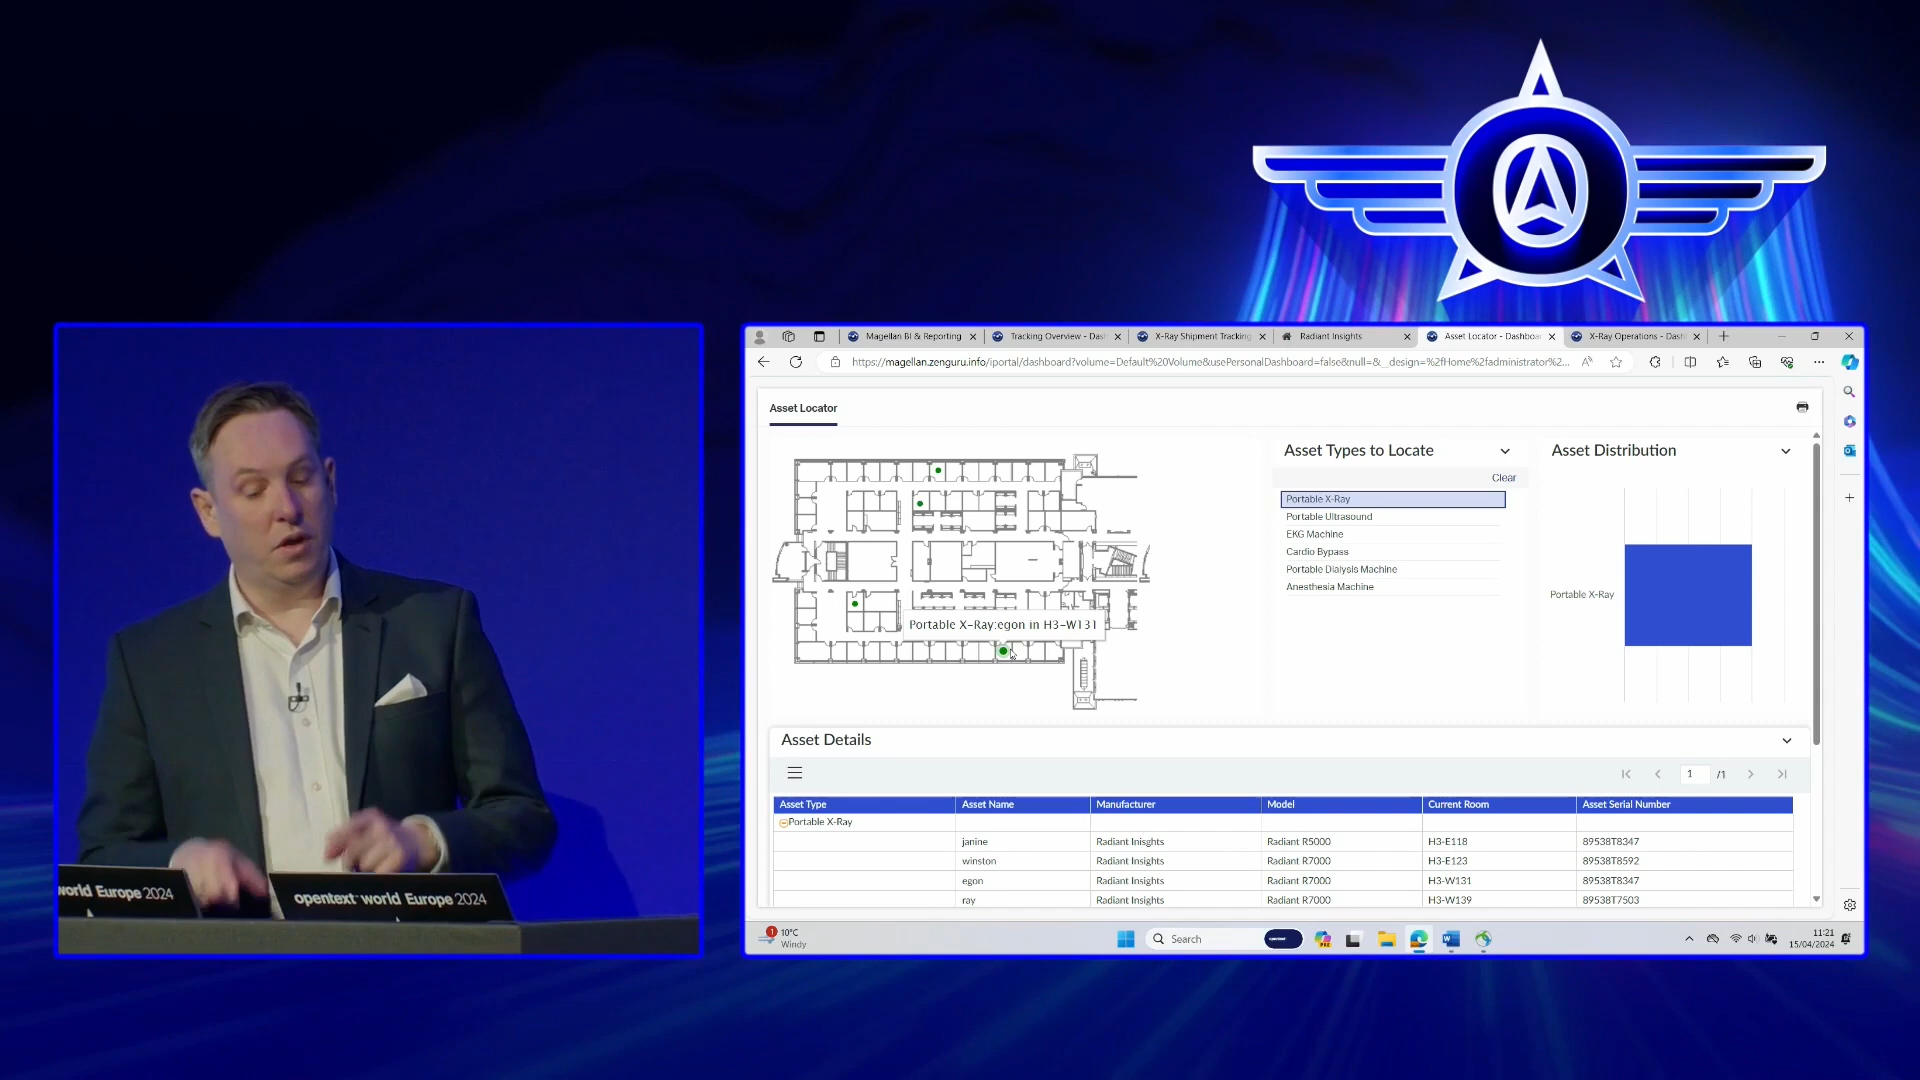 Magellan BI & Reporting
Tracking Overview - Das
X-Ray Shipment Tracking
Radiant Insights
Asset Locator - Dashboa
X-Ray Operations - Dash
https://magellan.zenguru.info/iportal/dashboard?volume=Default%20Volume&usePersonalDashboard=false&null=&__design=%2fHome%2fadministrator%2...
Asset Locator
Asset Types to Locate
Clear
Portable X-Ray
Portable Ultrasound
EKG Machine
Cardio Bypass
Portable Dialysis Machine
Anesthesia Machine
Asset Distribution
Portable X-Ray
Portable X-Ray:egon in H3-W131
Asset Details
1 /1
Asset Type Asset Name Manufacturer Model Current Room Asset Serial Number
Portable X-Ray
janine Radiant Inisghts Radiant R5000 H3-E118 89538T8347
winston Radiant Insights Radiant R7000 H3-E123 89538T8592
egon Radiant Insights Radiant R7000 H3-W131 89538T8347
ray Radiant Insights Radiant R7000 H3-W139 89538T7503
1
10°C
Windy
Search
opentext
11:21
15/04/2024
world Europe 2024
opentext world Europe 2024